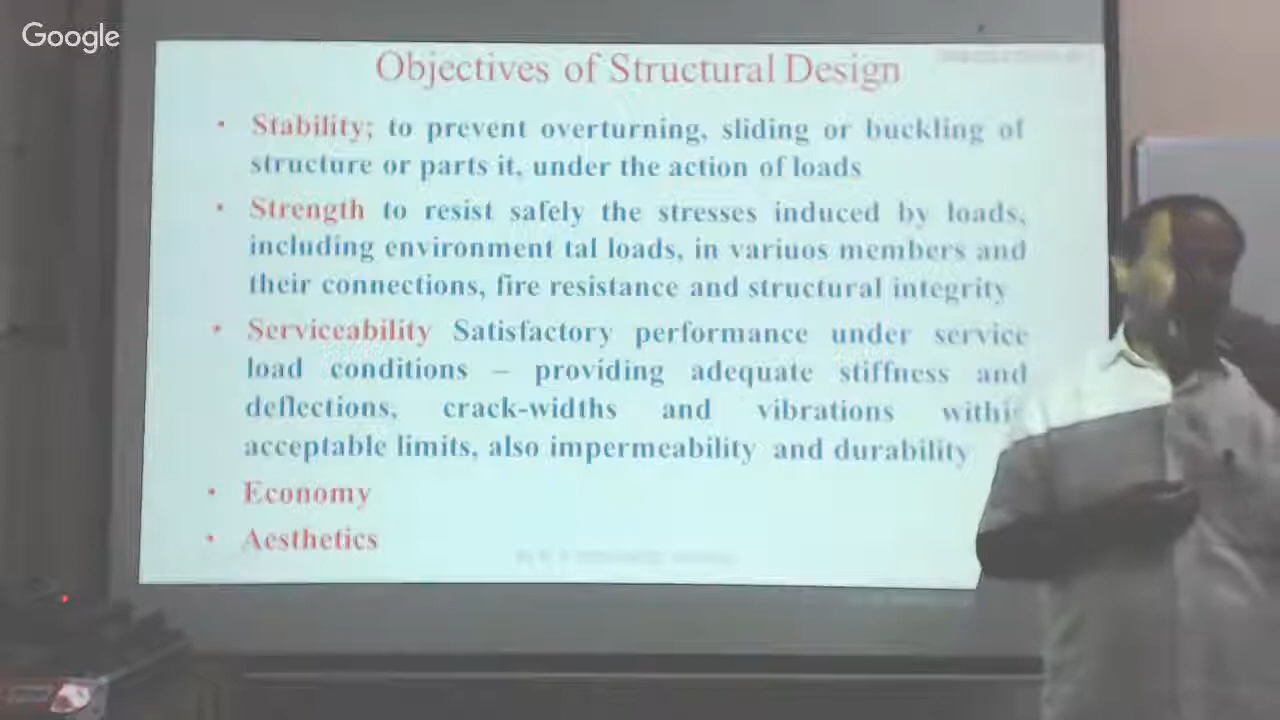 Google
Objectives of Structural Design
• Stability; to prevent overturning, sliding or buckling of
structure or parts it, under the action of loads
• Strength to resist safely the stresses induced by loads,
including environment tal loads, in variuos members and
their connections, fire resistance and structural integrity
• Serviceability Satisfactory performance under service
load conditions – providing adequate stiffness and
deflections, crack-widths and vibrations within
acceptable limits, also impermeability and durability
• Economy
• Aesthetics